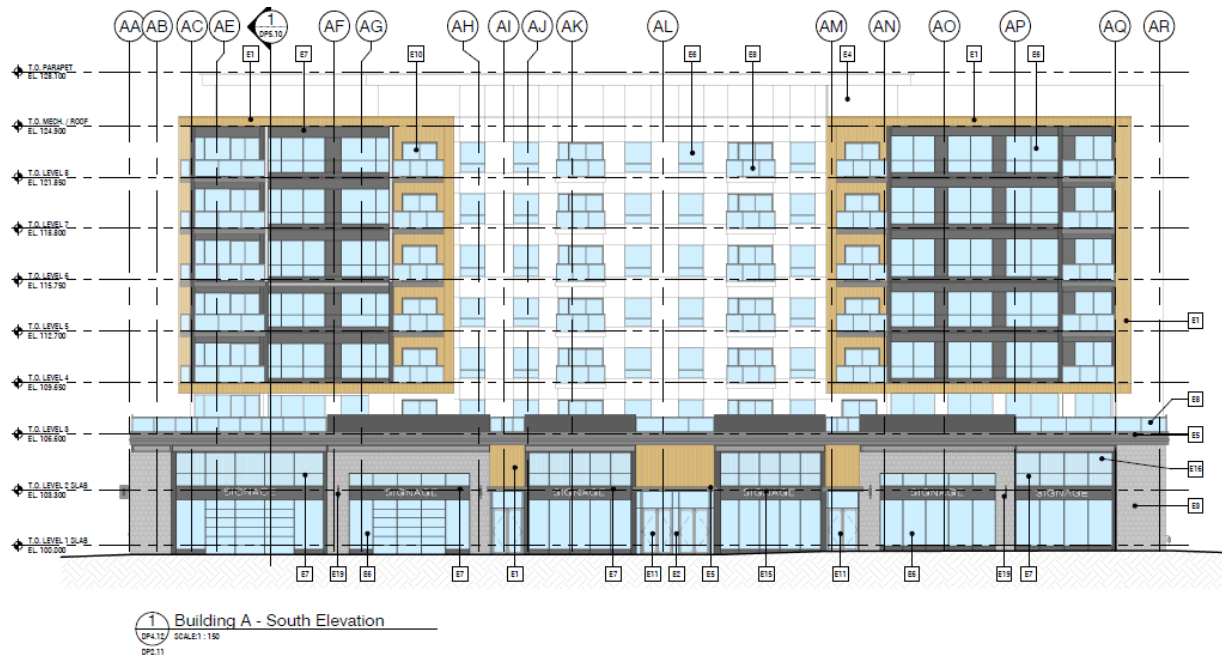 AA AB AC AE 1 AF AG AH AI AJ AK AL AM AN AO AP AQ AR
DP5.10
E1 E7 E10 E6 E8 E4 E1 E6
T.O. PARAPET
EL. 128.100
T.O. MECH. / ROOF
EL. 124.900
T.O. LEVEL 8
EL. 121.850
T.O. LEVEL 7
EL. 118.800
T.O. LEVEL 6
EL. 115.750
E1
T.O. LEVEL 5
EL. 112.700
T.O. LEVEL 4
EL. 109.650
E8
T.O. LEVEL 3
EL. 106.600
E5
E16
T.O. LEVEL 2 SLAB
EL. 103.300
SIGNAGE SIGNAGE SIGNAGE SIGNAGE SIGNAGE SIGNAGE
E3
T.O. LEVEL 1 SLAB
EL. 100.000
E7 E19 E6 E7 E1 E7 E11 E2 E5 E15 E11 E6 E19 E7
1 Building A - South Elevation
DP4.12 SCALE:1 : 150
DP2.11